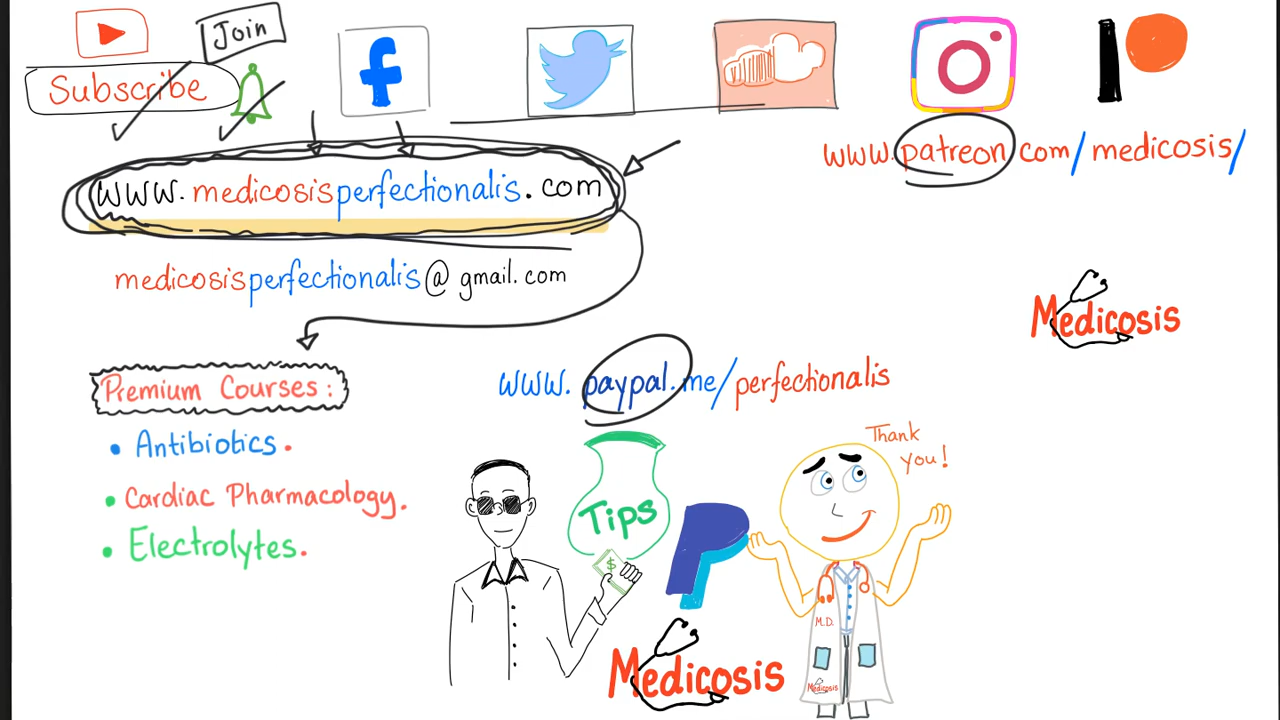 Join
Subscribe
www.patreon.com/medicosis/
www.medicosisperfectionalis.com
medicosisperfectionalis@gmail.com
Medicosis
Premium Courses:
www.paypal.me/perfectionalis
• Antibiotics.
• Cardiac Pharmacology.
• Electrolytes.
Thank
you!
Tips
$
M.D.
Medicosis
Medicosis